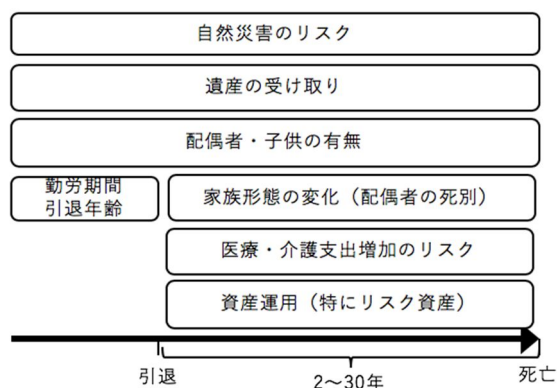 自然災害のリスク
遺産の受け取り
配偶者・子供の有無
勤労期間
引退年齢
家族形態の変化（配偶者の死別）
医療・介護支出増加のリスク
資産運用（特にリスク資産）
引退
2～30年
死亡